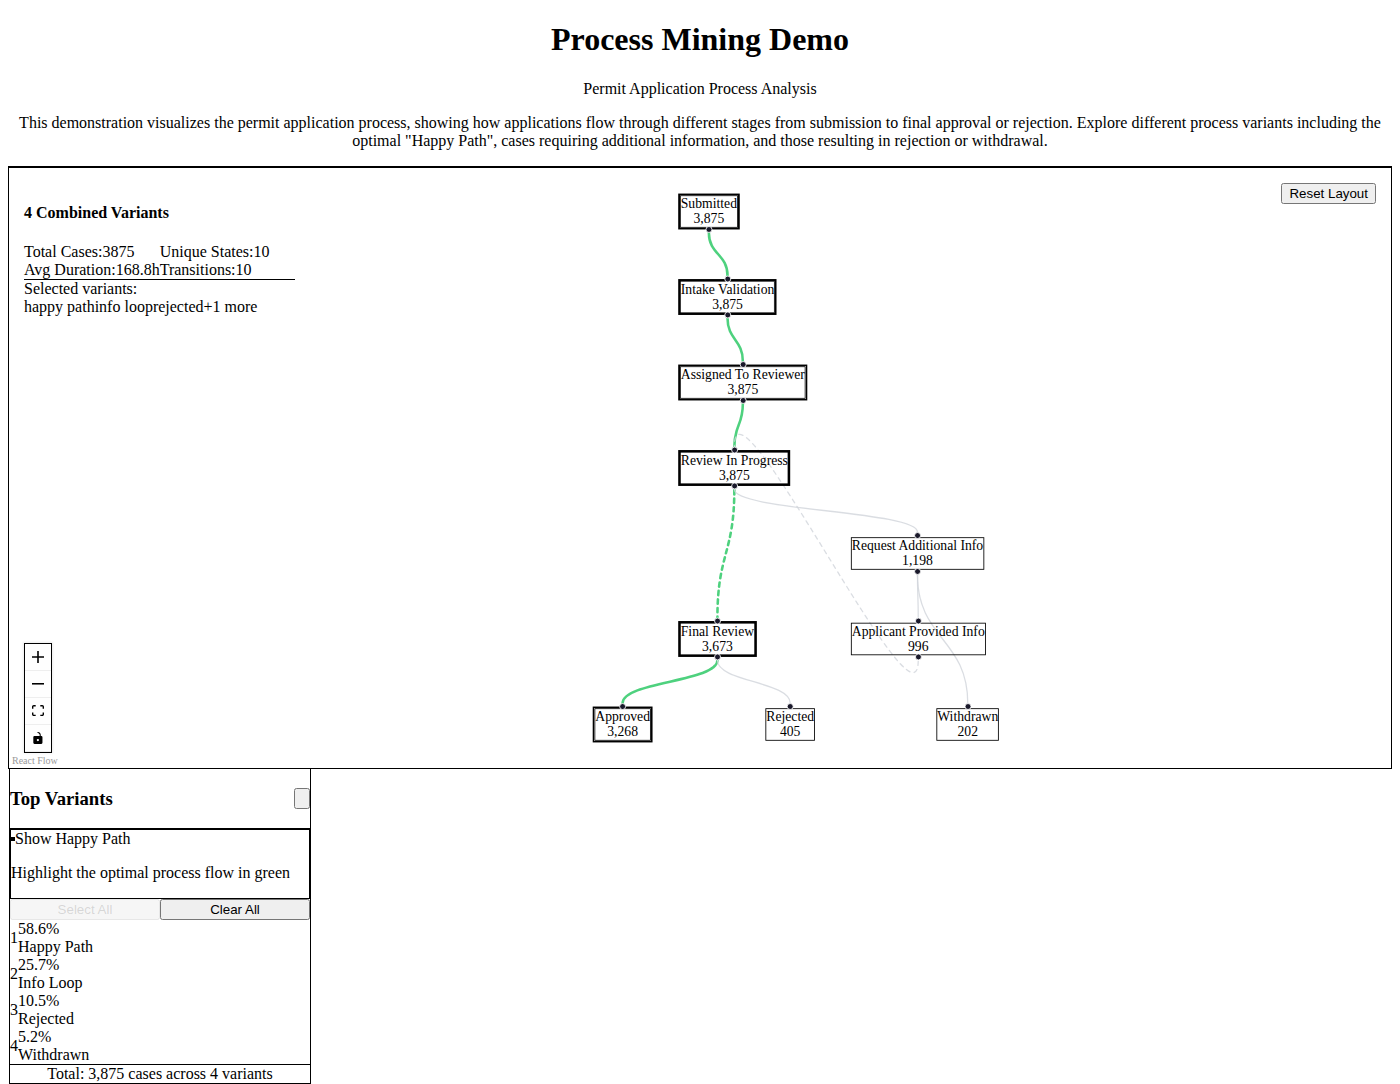 Process Mining Demo
Permit Application Process Analysis
This demonstration visualizes the permit application process, showing how applications flow through different stages from submission to final approval or rejection. Explore different process variants including the
optimal "Happy Path", cases requiring additional information, and those resulting in rejection or withdrawal.
Reset Layout
4 Combined Variants
Total Cases:3875 Unique States:10
Avg Duration:168.8hTransitions:10
Selected variants:
happy pathinfo looprejected+1 more
Submitted
3,875
Intake Validation
3,875
Assigned To Reviewer
3,875
Review In Progress
3,875
Request Additional Info
1,198
Final Review
3,673
Applicant Provided Info
996
Approved
3,268
Rejected
405
Withdrawn
202
React Flow
Top Variants
Show Happy Path
Highlight the optimal process flow in green
Select All
Clear All
1
58.6%
Happy Path
2
25.7%
Info Loop
3
10.5%
Rejected
4
5.2%
Withdrawn
Total: 3,875 cases across 4 variants